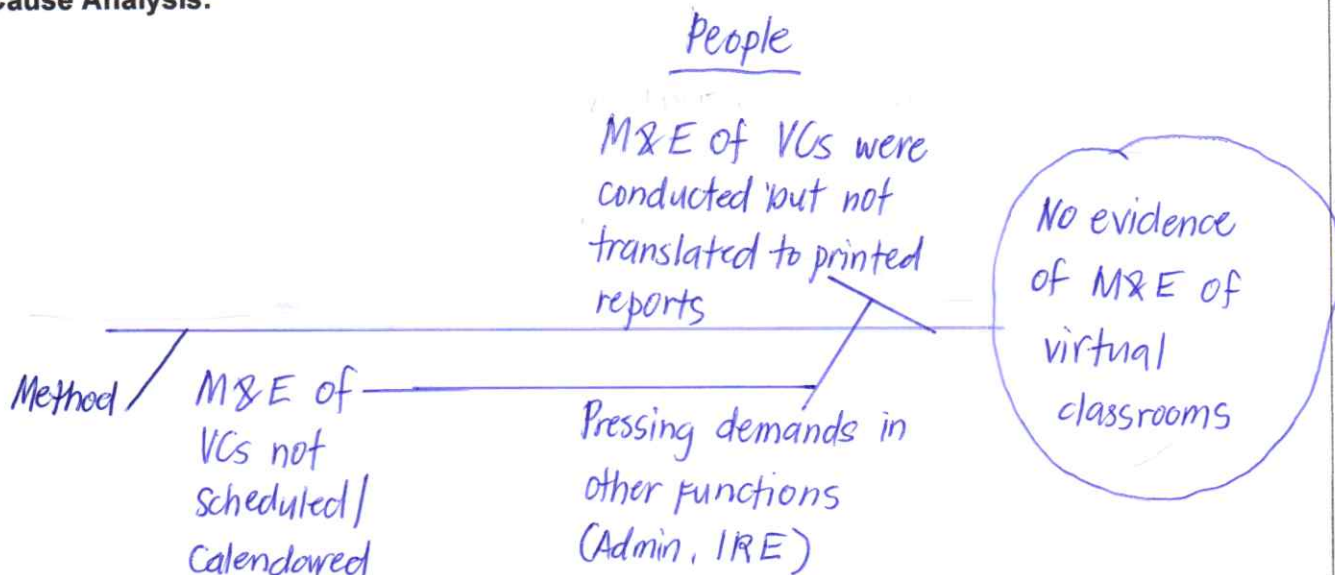 Cause Analysis:
People
M&E of VCs were
conducted but not
translated to printed
reports
No evidence
of M&E of
virtual
classrooms
Method
M&E of
VCs not
scheduled/
Calendared
Pressing demands in
other functions
(Admin, IRE)